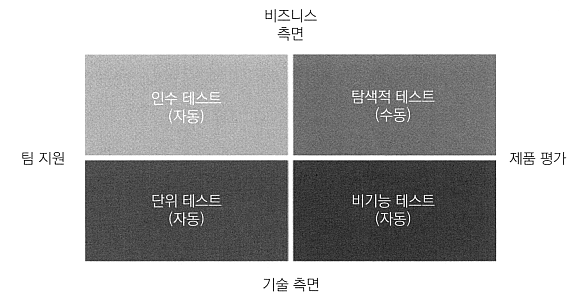 비즈니스
측면
인수 테스트
(자동)
탐색적 테스트
(수동)
팀 지원
제품 평가
단위 테스트
(자동)
비기능 테스트
(자동)
기술 측면